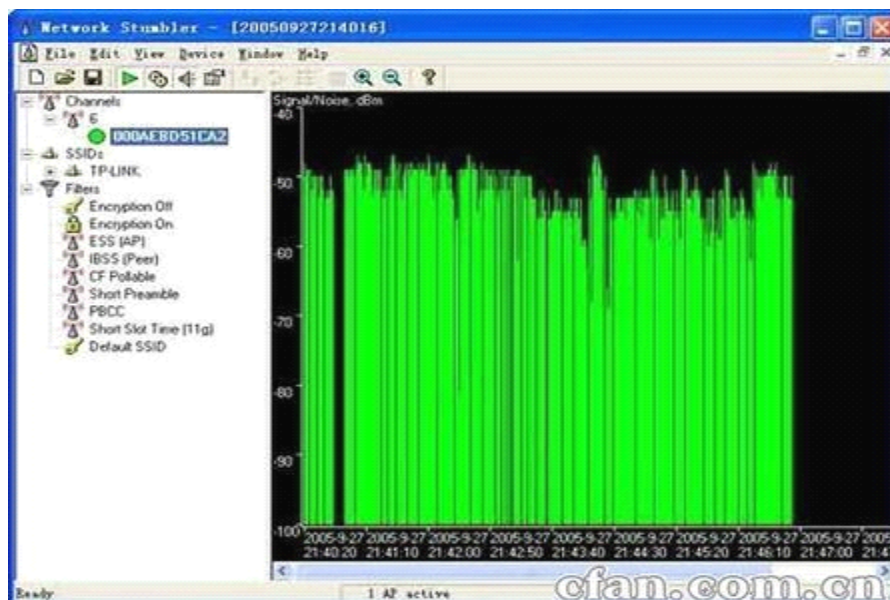 Network Stumbler - [20050927214016]
File Edit View Device Window Help
Channels
6
000AEBD51CA2
SSIDs
TP-LINK
Filters
Encryption Off
Encryption On
ESS (AP)
IBSS (Peer)
CF Pollable
Short Preamble
PBCC
Short Slot Time (11g)
Default SSID
Signal/Noise, dBm
-40
-50
-60
-70
-80
-90
-100
2005-9-27 2005-9-27 2005-9-27 2005-9-27 2005-9-27 2005-9-27 2005-9-27 2005-9-27 2005-9-27
21:40:20 21:41:10 21:42:00 21:42:50 21:43:40 21:44:30 21:45:20 21:46:10 21:47:00
Ready 1 AP active
cfan.com.cn